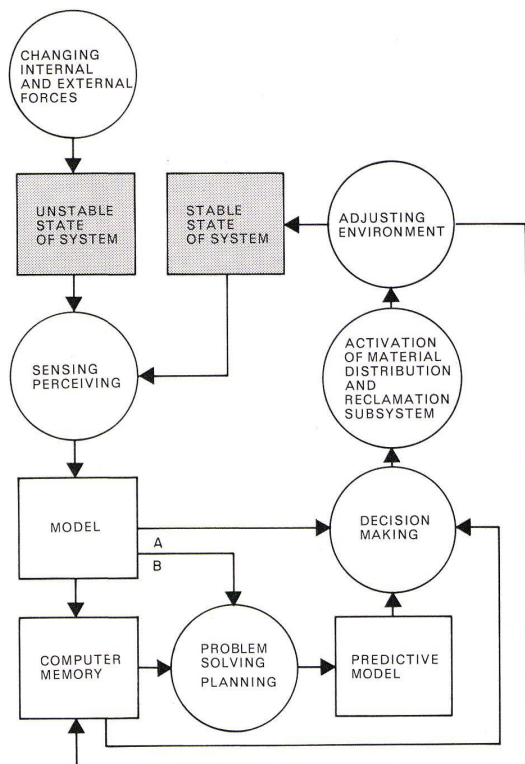 CHANGING
INTERNAL
AND EXTERNAL
FORCES
UNSTABLE
STATE
OF SYSTEM
STABLE
STATE
OF SYSTEM
ADJUSTING
ENVIRONMENT
SENSING
PERCEIVING
ACTIVATION
OF MATERIAL
DISTRIBUTION
AND
RECLAMATION
SUBSYSTEM
MODEL
A
B
DECISION
MAKING
COMPUTER
MEMORY
PROBLEM
SOLVING
PLANNING
PREDICTIVE
MODEL